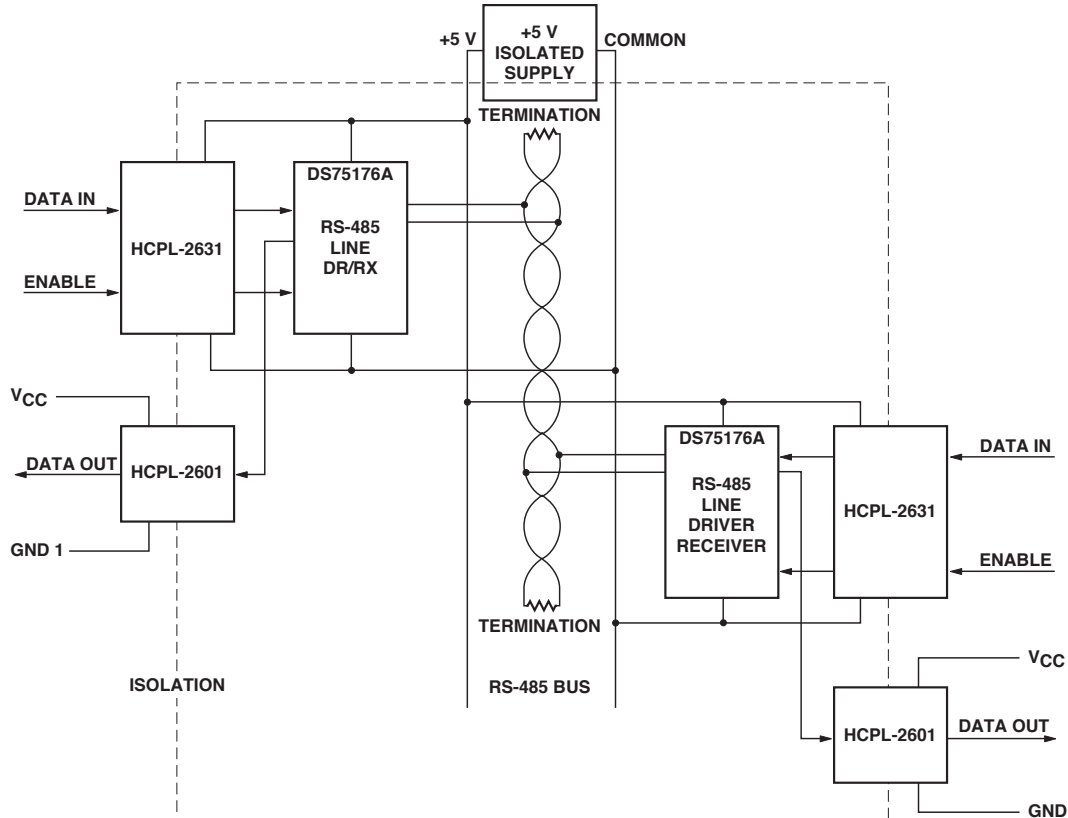 +5 V
+5 V
ISOLATED
SUPPLY
COMMON
TERMINATION
DATA IN
ENABLE
HCPL-2631
DS75176A
RS-485
LINE
DR/RX
VCC
DATA OUT
HCPL-2601
GND 1
DS75176A
RS-485
LINE
DRIVER
RECEIVER
HCPL-2631
DATA IN
ENABLE
TERMINATION
ISOLATION
RS-485 BUS
VCC
HCPL-2601
DATA OUT
GND